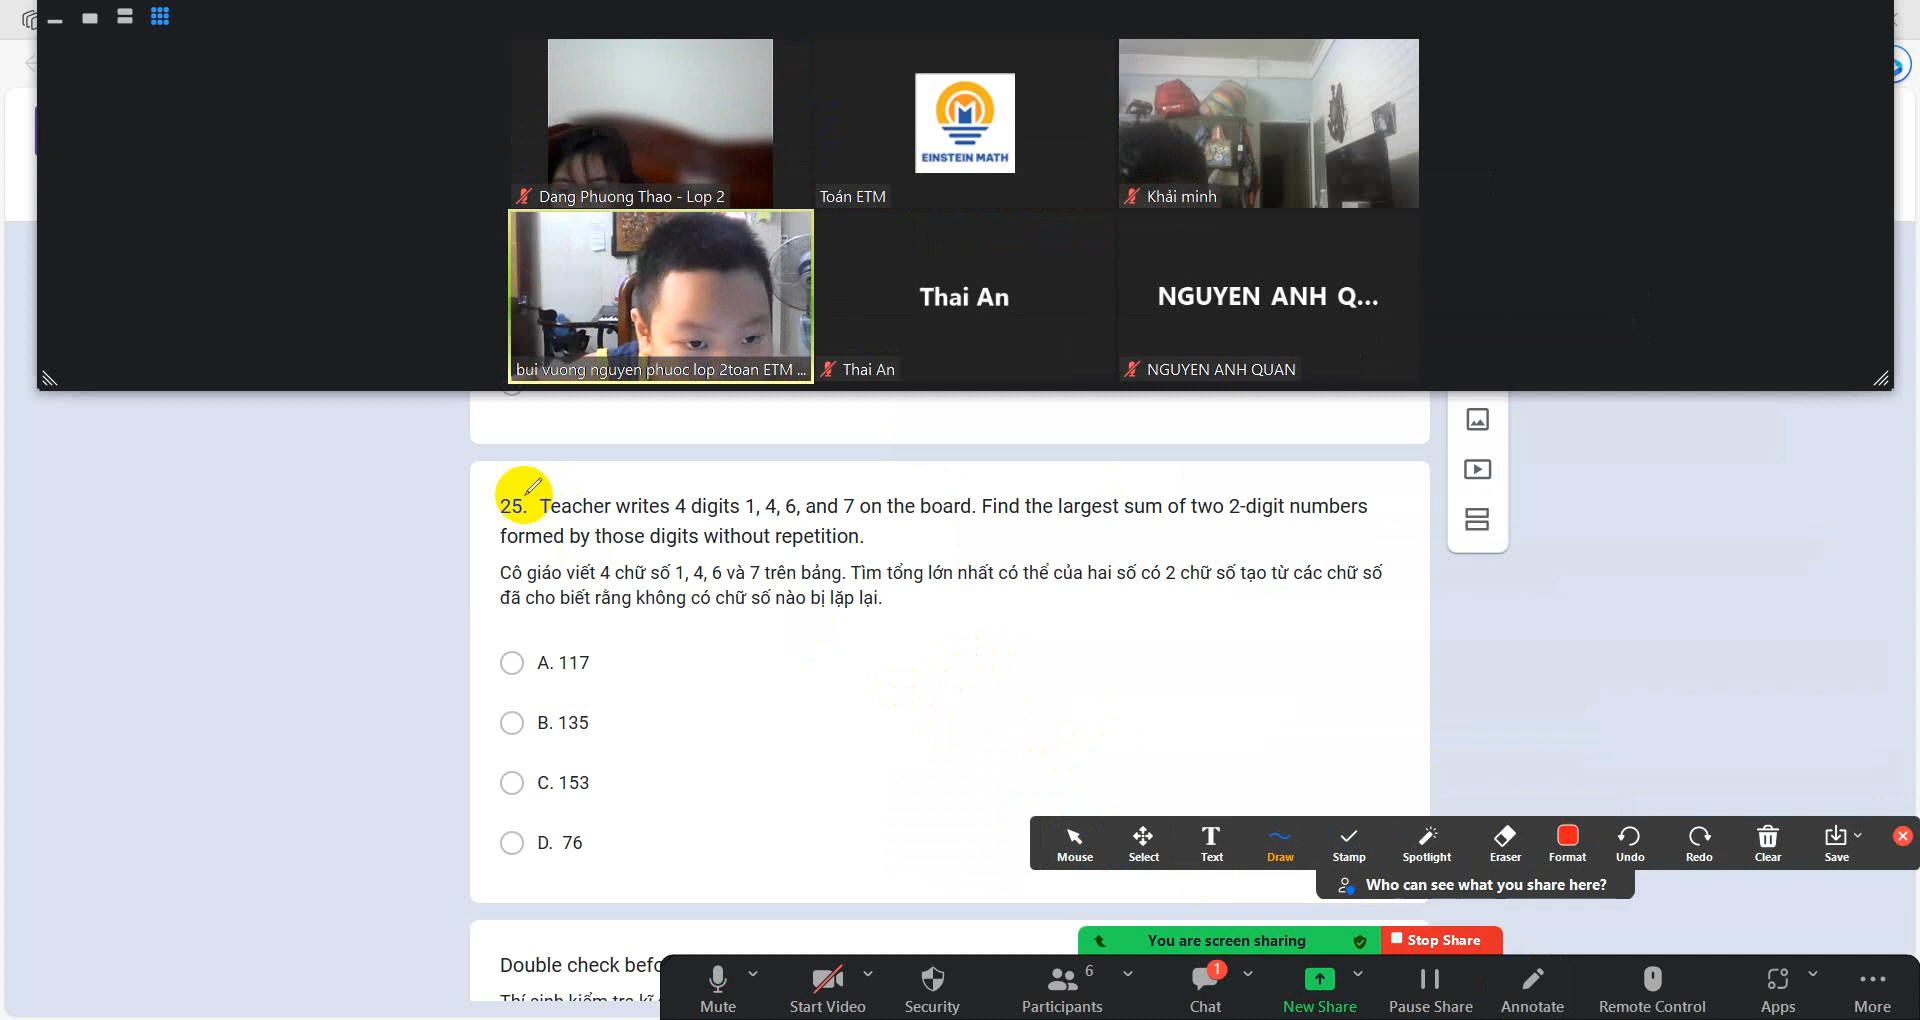 EINSTEIN MATH
Dang Phuong Thao - Lop 2
Toán ETM
Khải minh
Thai An
NGUYEN ANH Q...
bui vuong nguyen phuoc lop 2toan ETM ...
Thai An
NGUYEN ANH QUAN
25. Teacher writes 4 digits 1, 4, 6, and 7 on the board. Find the largest sum of two 2-digit numbers
formed by those digits without repetition.
Cô giáo viết 4 chữ số 1, 4, 6 và 7 trên bảng. Tìm tổng lớn nhất có thể của hai số có 2 chữ số tạo từ các chữ số
đã cho biết rằng không có chữ số nào bị lặp lại.
A. 117
B. 135
C. 153
D. 76
Mouse
Select
Text
Draw
Stamp
Spotlight
Eraser
Format
Undo
Redo
Clear
Save
Who can see what you share here?
You are screen sharing
Stop Share
Double check befo
Mute
Start Video
Security
6
Participants
1
Chat
New Share
Pause Share
Annotate
Remote Control
Apps
More